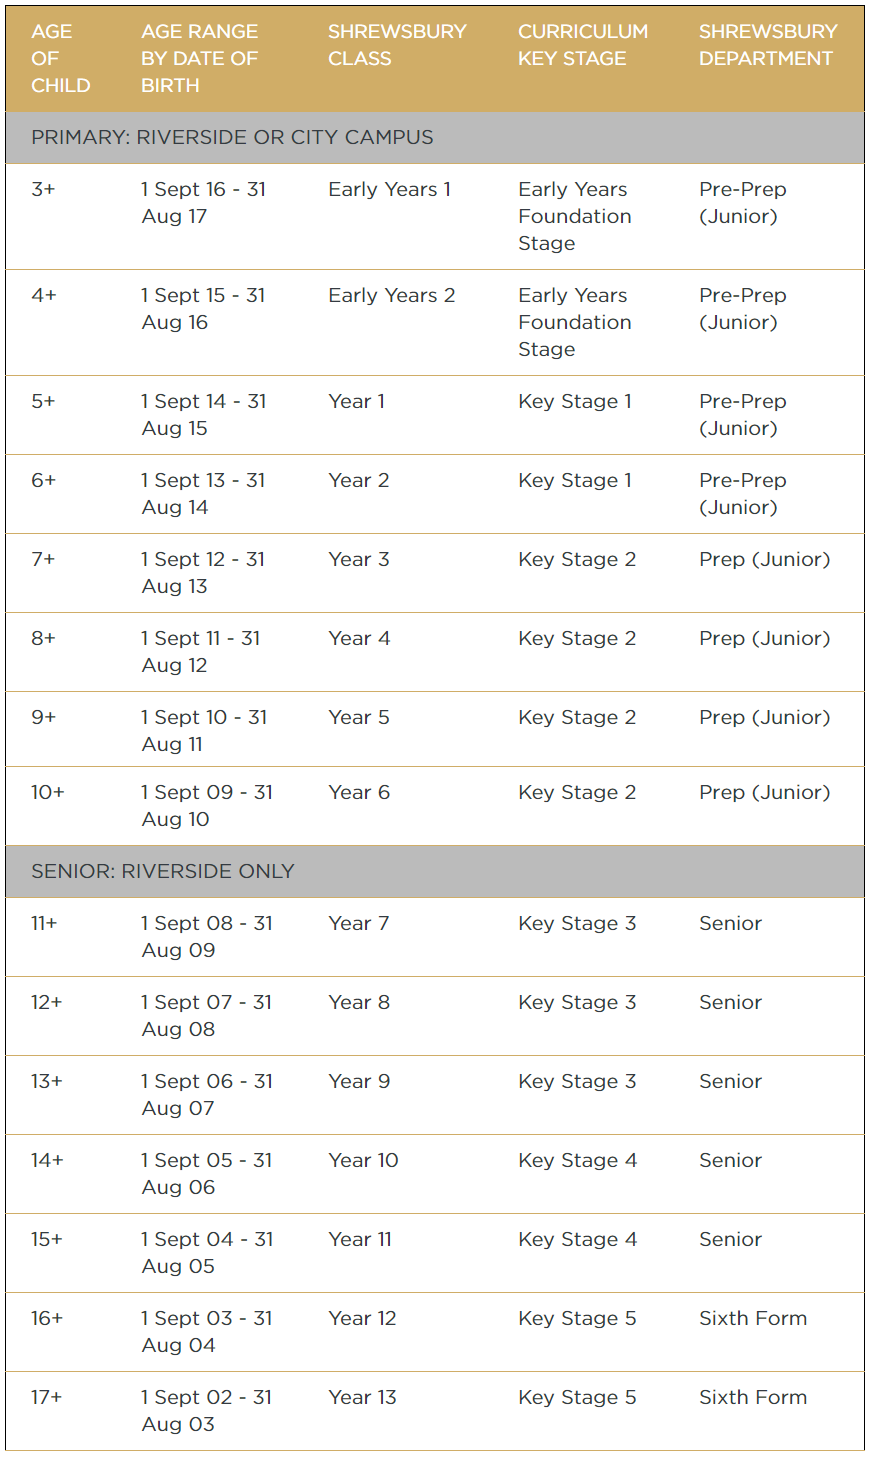 AGE OF CHILD AGE RANGE BY DATE OF BIRTH SHREWSBURY CLASS CURRICULUM KEY STAGE SHREWSBURY DEPARTMENT
PRIMARY: RIVERSIDE OR CITY CAMPUS
3+ 1 Sept 16 - 31 Aug 17 Early Years 1 Early Years Foundation Stage Pre-Prep (Junior)
4+ 1 Sept 15 - 31 Aug 16 Early Years 2 Early Years Foundation Stage Pre-Prep (Junior)
5+ 1 Sept 14 - 31 Aug 15 Year 1 Key Stage 1 Pre-Prep (Junior)
6+ 1 Sept 13 - 31 Aug 14 Year 2 Key Stage 1 Pre-Prep (Junior)
7+ 1 Sept 12 - 31 Aug 13 Year 3 Key Stage 2 Prep (Junior)
8+ 1 Sept 11 - 31 Aug 12 Year 4 Key Stage 2 Prep (Junior)
9+ 1 Sept 10 - 31 Aug 11 Year 5 Key Stage 2 Prep (Junior)
10+ 1 Sept 09 - 31 Aug 10 Year 6 Key Stage 2 Prep (Junior)
SENIOR: RIVERSIDE ONLY
11+ 1 Sept 08 - 31 Aug 09 Year 7 Key Stage 3 Senior
12+ 1 Sept 07 - 31 Aug 08 Year 8 Key Stage 3 Senior
13+ 1 Sept 06 - 31 Aug 07 Year 9 Key Stage 3 Senior
14+ 1 Sept 05 - 31 Aug 06 Year 10 Key Stage 4 Senior
15+ 1 Sept 04 - 31 Aug 05 Year 11 Key Stage 4 Senior
16+ 1 Sept 03 - 31 Aug 04 Year 12 Key Stage 5 Sixth Form
17+ 1 Sept 02 - 31 Aug 03 Year 13 Key Stage 5 Sixth Form